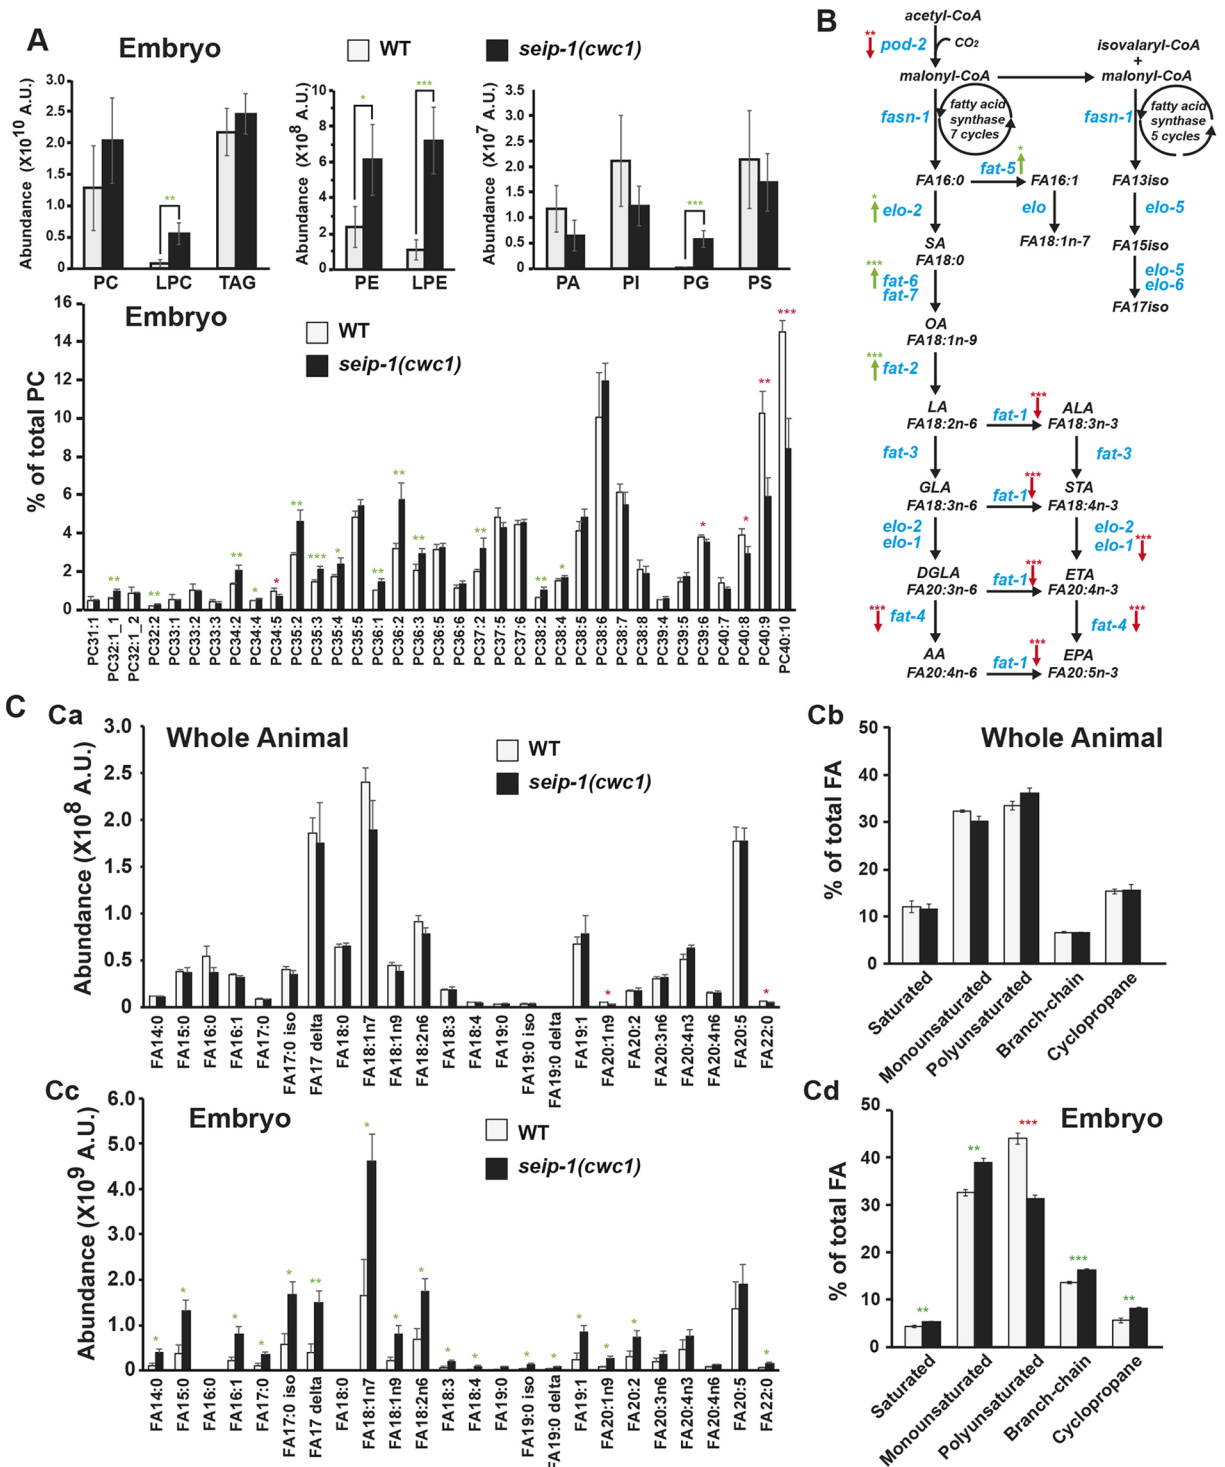 A
Embryo
WT
seip-1(cwc1)
Abundance (X10^10 A.U.)
3.0
2.5
2.0
1.5
1.0
0.5
0
**
PC
LPC
TAG
Abundance (X10^8 A.U.)
10
8
6
4
2
0
*
***
PE
LPE
Abundance (X10^7 A.U.)
3.5
3.0
2.5
2.0
1.5
1.0
0.5
0
***
PA
PI
PG
PS
Embryo
WT
seip-1(cwc1)
% of total PC
16
14
12
10
8
6
4
2
0
**
**
**
*
*
**
***
*
**
**
**
**
**
*
*
*
**
***
PC31:1
PC32:1_1
PC32:1_2
PC32:2
PC33:1
PC33:2
PC33:3
PC34:2
PC34:4
PC34:5
PC35:2
PC35:3
PC35:4
PC35:5
PC36:1
PC36:2
PC36:3
PC36:5
PC36:6
PC37:2
PC37:5
PC37:6
PC38:2
PC38:4
PC38:5
PC38:6
PC38:7
PC38:8
PC39:4
PC39:5
PC39:6
PC40:7
PC40:8
PC40:9
PC40:10
B
acetyl-CoA
**
pod-2
CO2
isovalaryl-CoA
+
malonyl-CoA
malonyl-CoA
fasn-1
fatty acid
synthase
7 cycles
fasn-1
fatty acid
synthase
5 cycles
*
fat-5
FA16:0
FA16:1
FA13iso
*
elo-2
elo
elo-5
SA
FA18:0
FA18:1n-7
FA15iso
***
fat-6
fat-7
elo-5
elo-6
FA17iso
OA
FA18:1n-9
***
fat-2
LA
FA18:2n-6
***
fat-1
ALA
FA18:3n-3
fat-3
fat-3
GLA
FA18:3n-6
***
fat-1
STA
FA18:4n-3
elo-2
elo-1
elo-2
elo-1
***
DGLA
FA20:3n-6
***
fat-1
ETA
FA20:4n-3
***
fat-4
fat-4
***
AA
FA20:4n-6
***
fat-1
EPA
FA20:5n-3
C
Ca
Whole Animal
WT
seip-1(cwc1)
Abundance (X10^8 A.U.)
3.0
2.5
2.0
1.5
1.0
0.5
0
*
*
FA14:0
FA15:0
FA16:0
FA16:1
FA17:0
FA17:0 iso
FA17 delta
FA18:0
FA18:1n7
FA18:1n9
FA18:2n6
FA18:3
FA18:4
FA19:0
FA19:0 iso
FA19:0 delta
FA19:1
FA20:1n9
FA20:2
FA20:3n6
FA20:4n3
FA20:4n6
FA20:5
FA22:0
Cb
Whole Animal
% of total FA
50
40
30
20
10
0
Saturated
Monounsaturated
Polyunsaturated
Branch-chain
Cyclopropane
Cc
Embryo
WT
seip-1(cwc1)
Abundance (X10^9 A.U.)
6.0
5.0
4.0
3.0
2.0
1.0
0
*
*
*
*
*
**
*
*
*
*
*
*
*
*
*
*
*
FA14:0
FA15:0
FA16:0
FA16:1
FA17:0
FA17:0 iso
FA17 delta
FA18:0
FA18:1n7
FA18:1n9
FA18:2n6
FA18:3
FA18:4
FA19:0
FA19:0 iso
FA19:0 delta
FA19:1
FA20:1n9
FA20:2
FA20:3n6
FA20:4n3
FA20:4n6
FA20:5
FA22:0
Cd
Embryo
% of total FA
50
40
30
20
10
0
**
**
***
***
**
Saturated
Monounsaturated
Polyunsaturated
Branch-chain
Cyclopropane